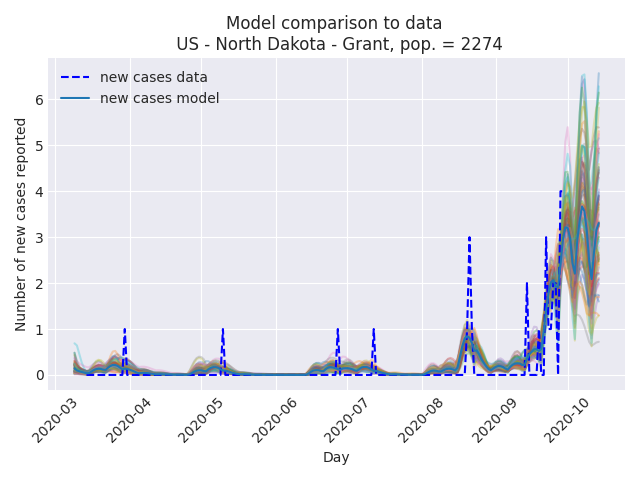 Model comparison to data
US - North Dakota - Grant, pop. = 2274
new cases data
new cases model
Number of new cases reported
6
5
4
3
2
1
0
2020-03
2020-04
2020-05
2020-06
2020-07
2020-08
2020-09
2020-10
Day